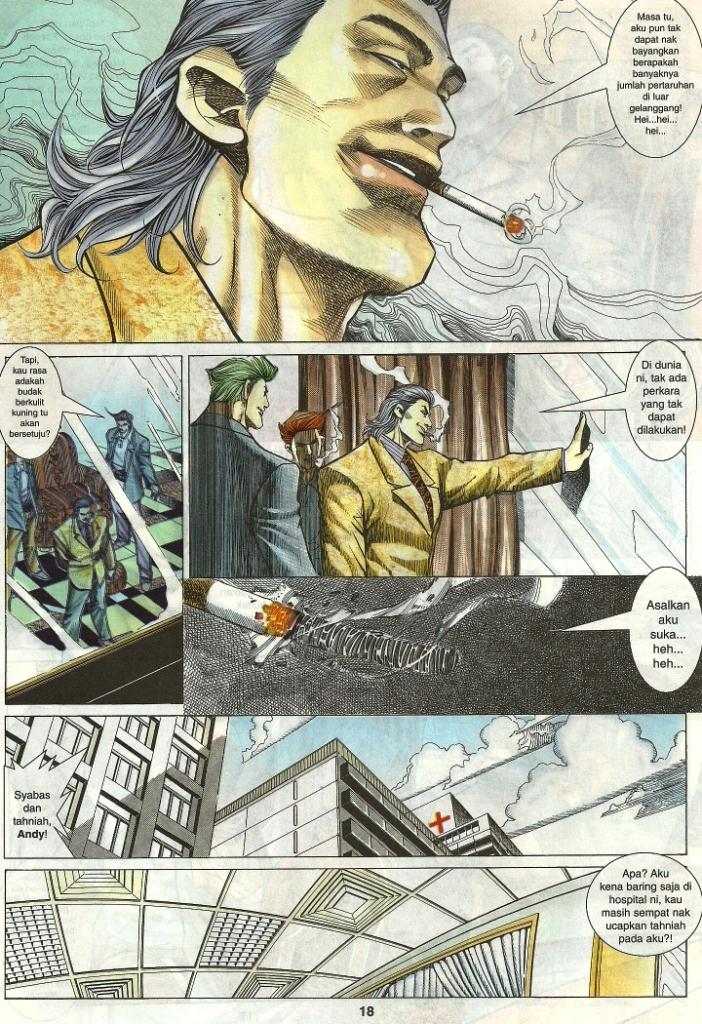 Masa tu,
aku pun tak
dapat nak
bayangkan
berapakah
banyaknya
jumlah pertaruhan
di luar
gelanggang!
Hei...hei...
hei...
Tapi,
kau rasa
adakah
budak
berkulit
kuning tu
akan
bersetuju?
Di dunia
ni, tak ada
perkara
yang tak
dapat
dilakukan!
Asalkan
aku
suka...
heh...
heh...
Syabas
dan
tahniah,
Andy!
Apa? Aku
kena baring saja di
hospital ni, kau
masih sempat nak
ucapkan tahniah
pada aku?!
18